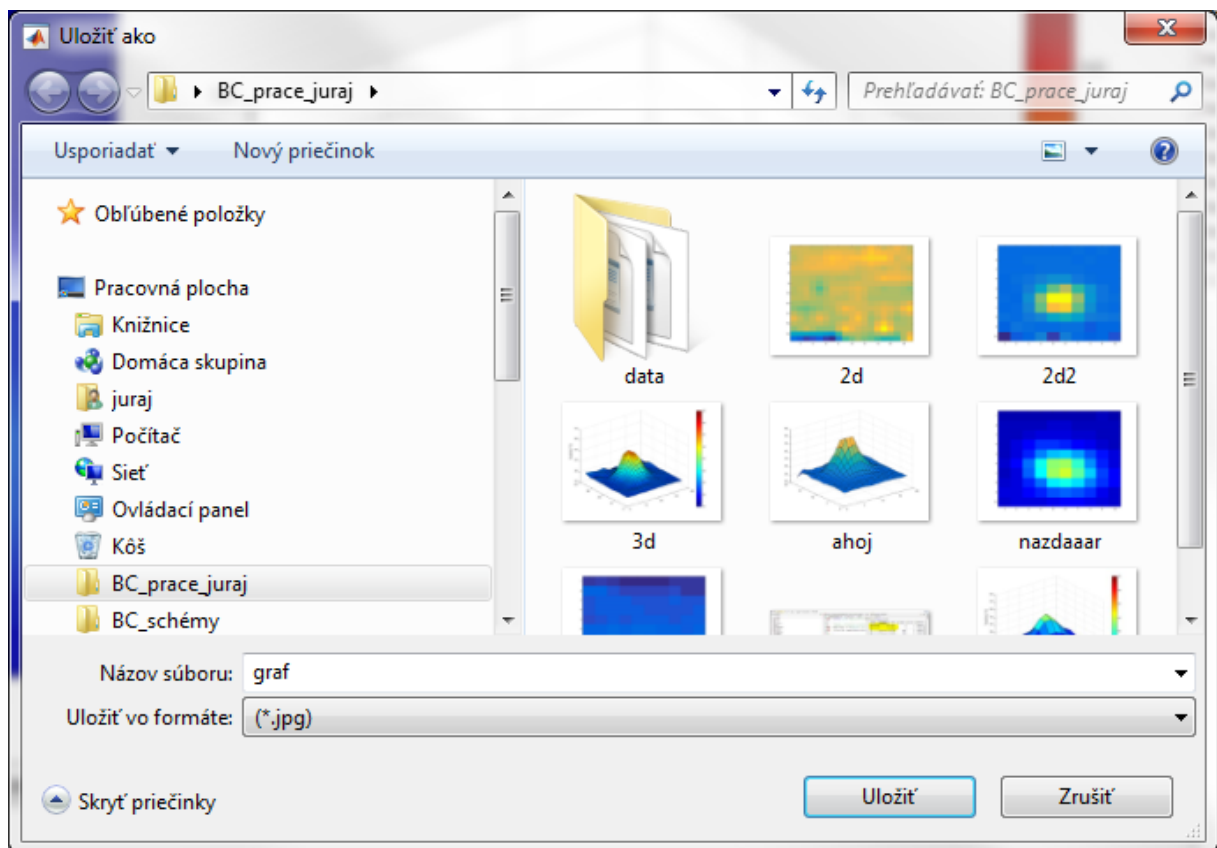 Uložiť ako
BC_prace_juraj
Prehľadávať: BC_prace_juraj
Usporiadať
Nový priečinok
Obľúbené položky
Pracovná plocha
Knižnice
Domáca skupina
juraj
Počítač
Sieť
Ovládací panel
Kôš
BC_prace_juraj
BC_schémy
data
2d
2d2
3d
ahoj
nazdaaar
Názov súboru: graf
Uložiť vo formáte: (*.jpg)
Skryť priečinky
Uložiť
Zrušiť